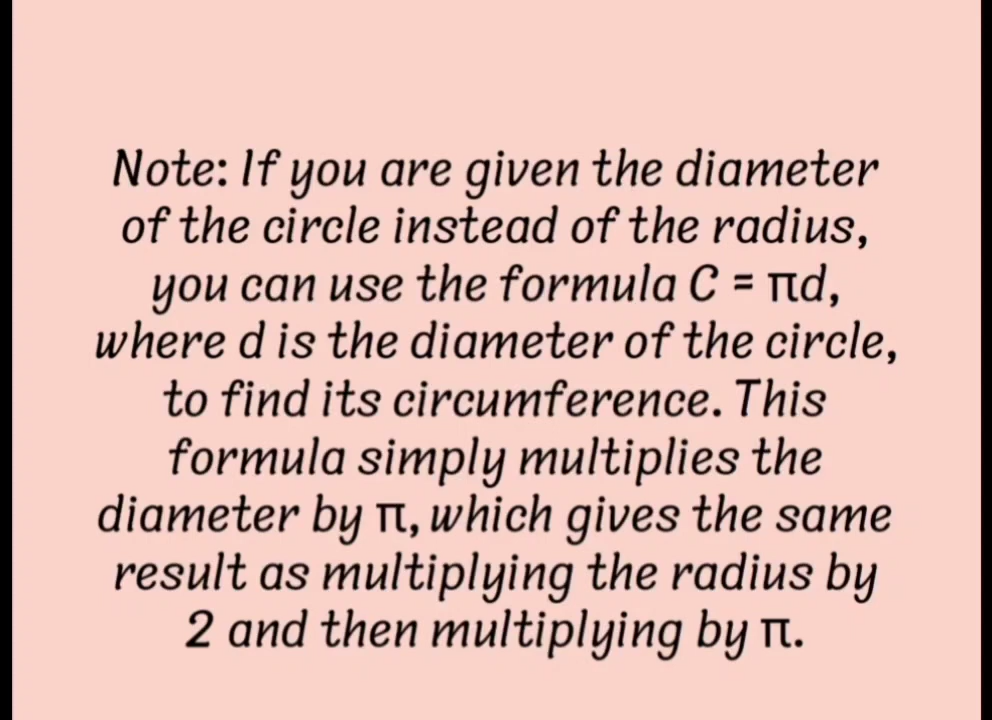 Note: If you are given the diameter
of the circle instead of the radius,
you can use the formula C = πd,
where d is the diameter of the circle,
to find its circumference. This
formula simply multiplies the
diameter by π, which gives the same
result as multiplying the radius by
2 and then multiplying by π.